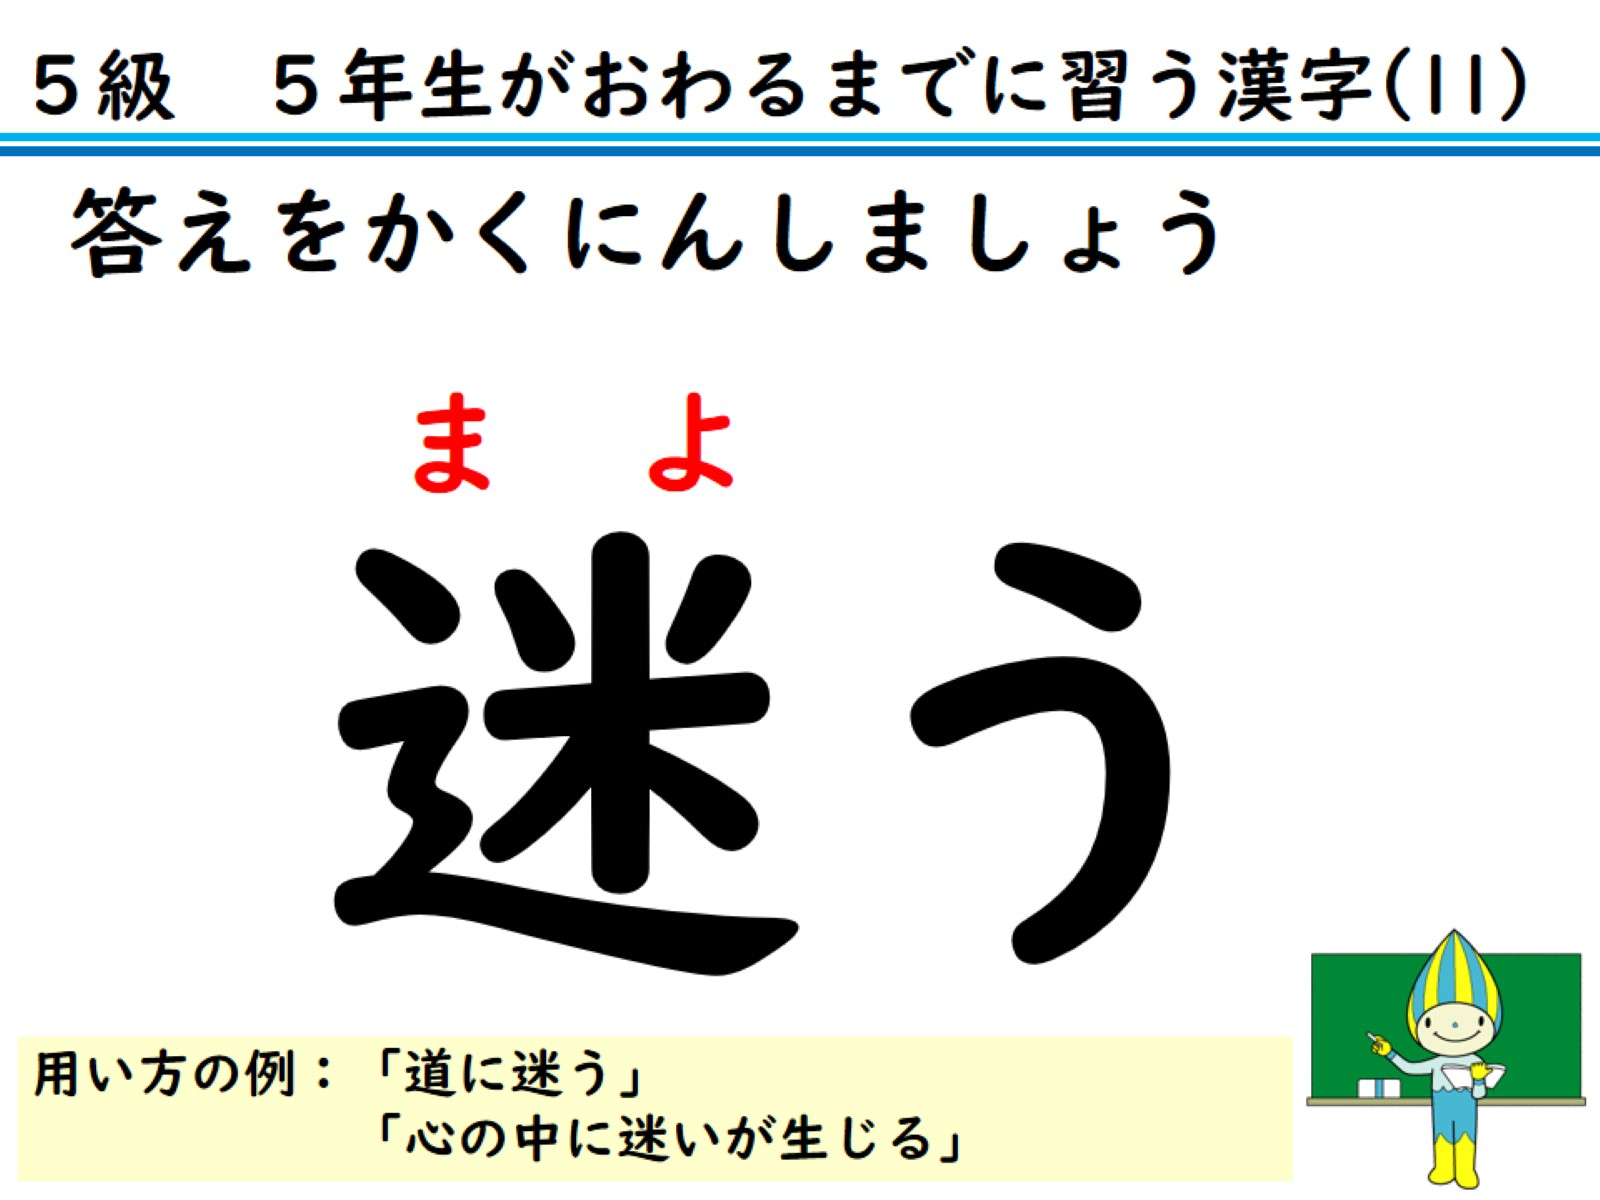 ５級　５年生がおわるまでに習う漢字(11)
答えをかくにんしましょう
まよ
迷う
用い方の例：「道に迷う」
「心の中に迷いが生じる」